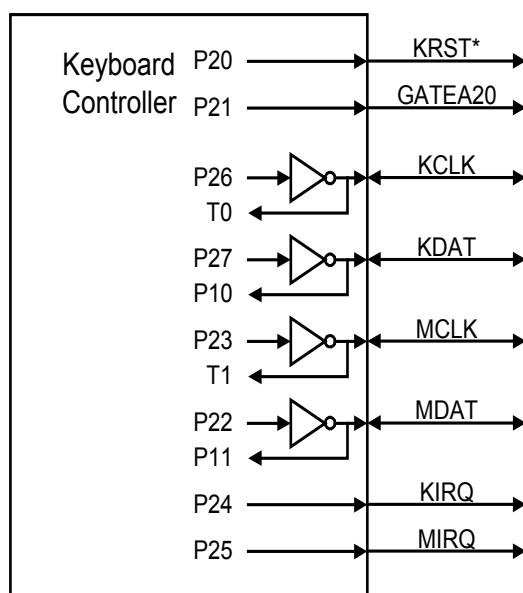 Keyboard
Controller
P20 KRST*
P21 GATEA20
P26 KCLK
T0
P27 KDAT
P10
P23 MCLK
T1
P22 MDAT
P11
P24 KIRQ
P25 MIRQ